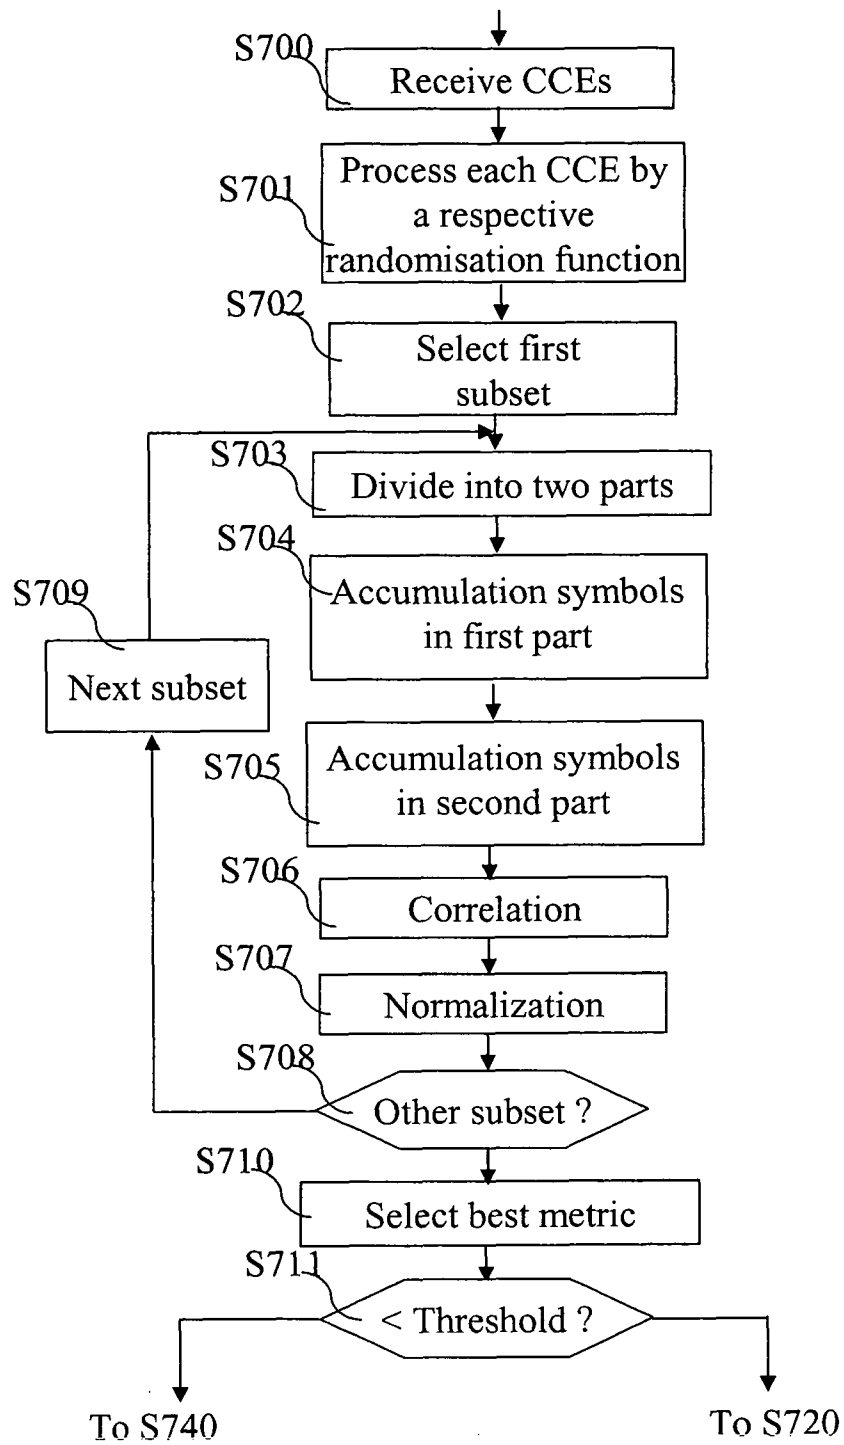 S700
Receive CCEs
S701
Process each CCE by
a respective
randomisation function
S702
Select first
subset
S703
Divide into two parts
S704
Accumulation symbols
in first part
S709
Next subset
S705
Accumulation symbols
in second part
S706
Correlation
S707
Normalization
S708
Other subset ?
S710
Select best metric
S711
< Threshold ?
To S740
To S720